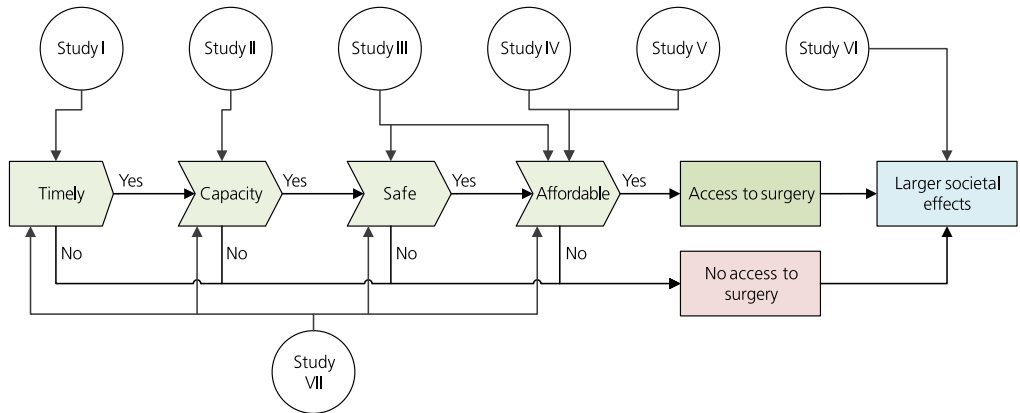 Study I
Study II
Study III
Study IV
Study V
Study VI
Timely
Yes
Capacity
Yes
Safe
Yes
Affordable
Yes
Access to surgery
Larger societal
effects
No
No
No
No
No access to
surgery
Study
VII